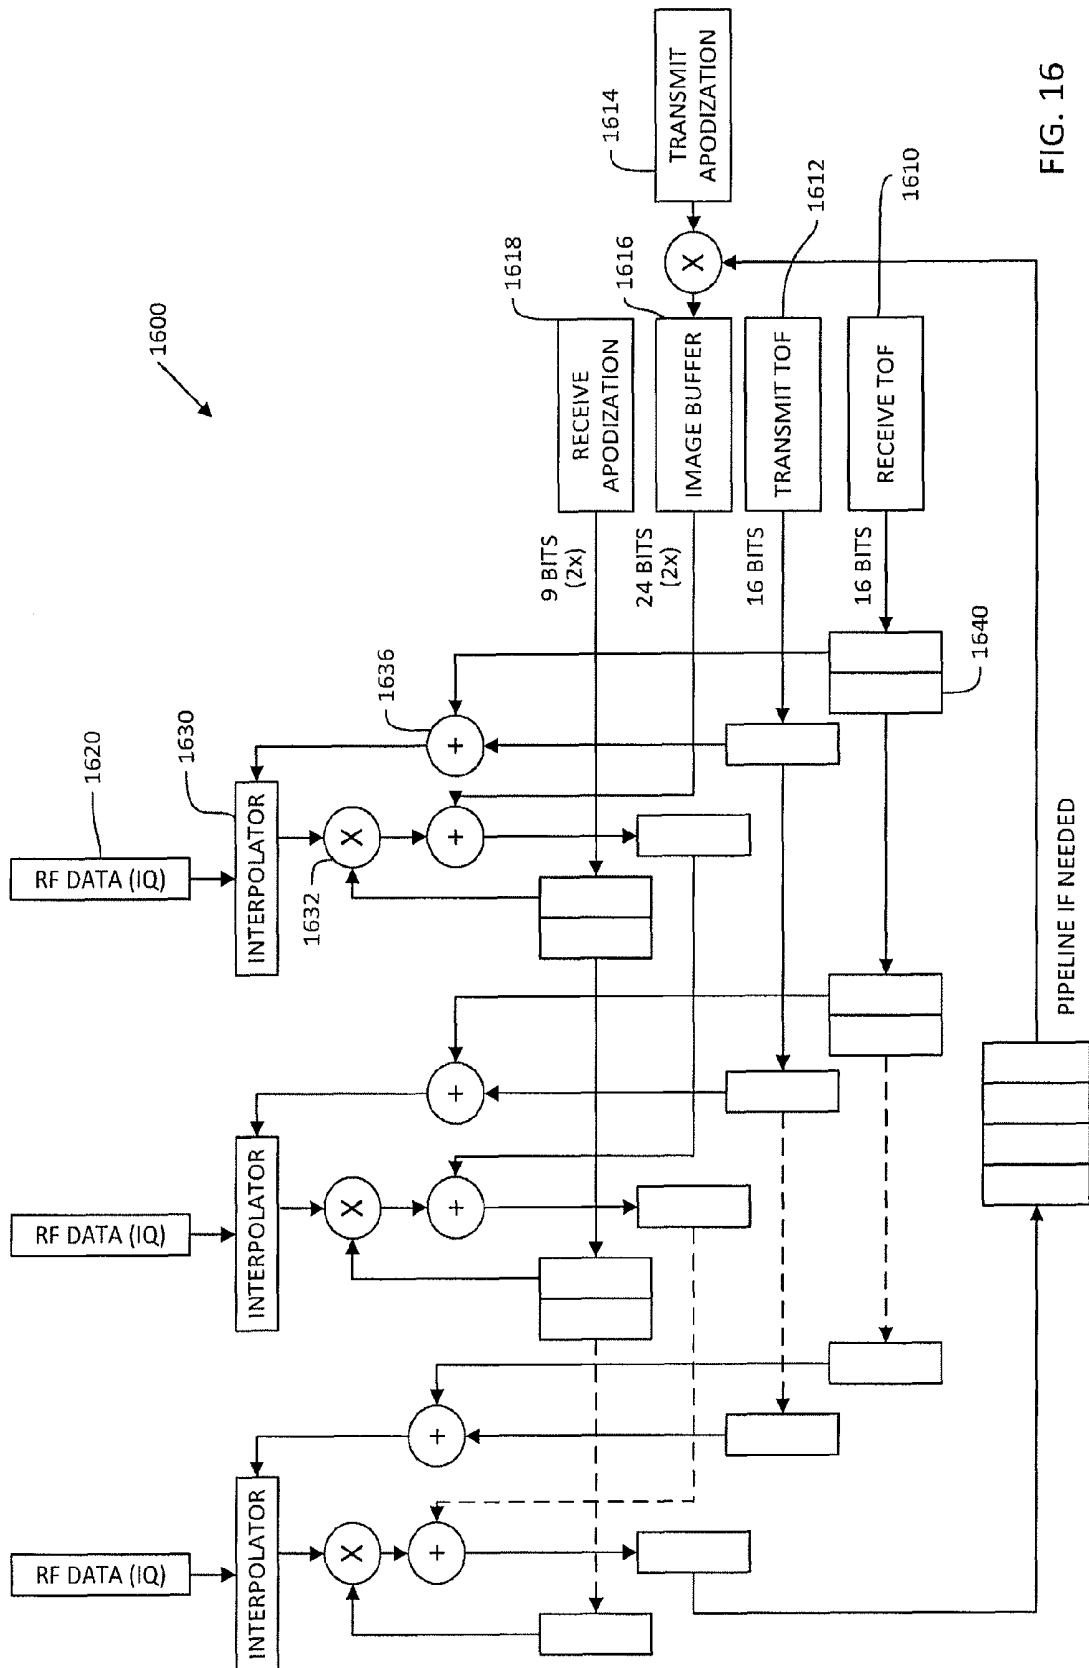 1600
RF DATA (IQ)
1620
INTERPOLATOR
1630
X
1632
+
1636
+
RF DATA (IQ)
INTERPOLATOR
X
+
+
RF DATA (IQ)
INTERPOLATOR
X
+
+
9 BITS
(2x)
RECEIVE
APODIZATION
1618
24 BITS
(2x)
IMAGE BUFFER
1616
X
TRANSMIT
APODIZATION
1614
16 BITS
TRANSMIT TOF
1612
16 BITS
RECEIVE TOF
1610
1640
PIPELINE IF NEEDED
FIG. 16